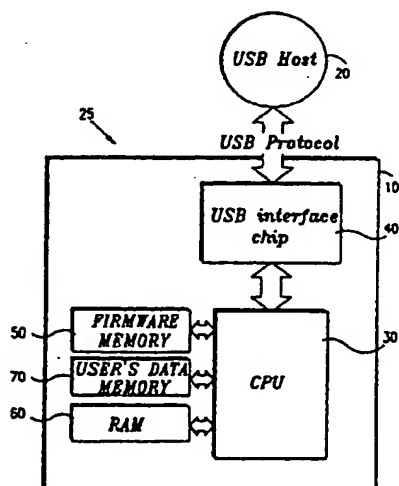 USB Host
20
25
USB Protocol
10
USB interface
chip
40
50
FIRMWARE
MEMORY
30
70
USER'S DATA
MEMORY
CPU
60
RAM